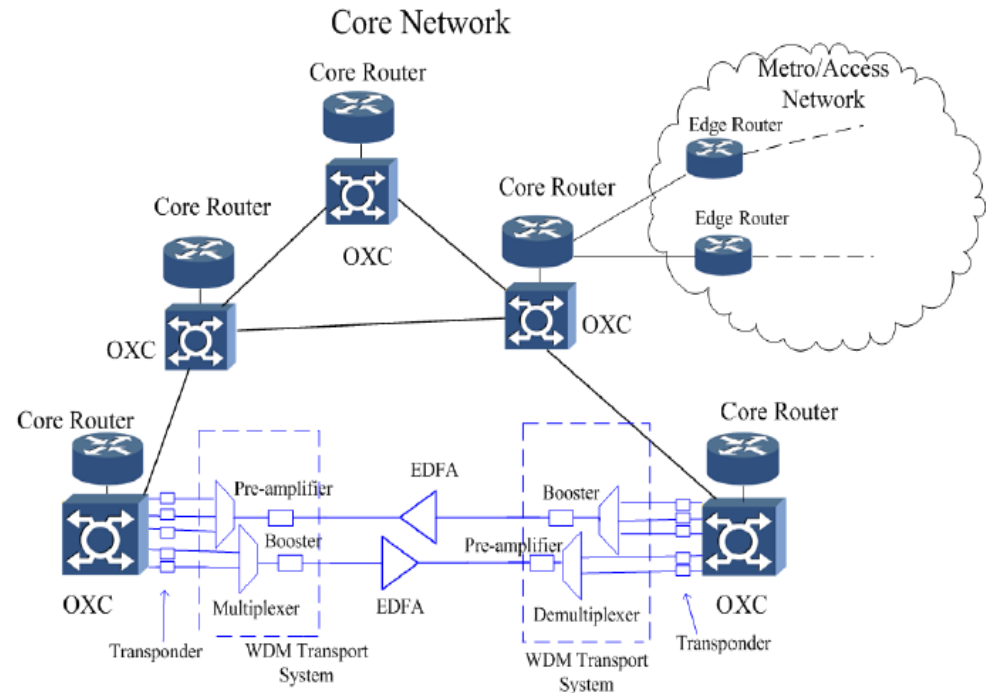 Core Network
Core Router
Metro/Access
Network
Edge Router
Core Router
Core Router
Edge Router
OXC
OXC
OXC
Core Router
Core Router
EDFA
Pre-amplifier
Booster
Booster
Pre-amplifier
OXC
Multiplexer
EDFA
Demultiplexer
OXC
Transponder
WDM Transport
System
WDM Transport
System
Transponder